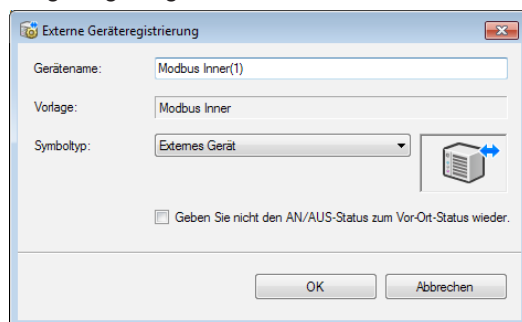 Externe Geräteregistrierung
Gerätename: Modbus Inner(1)
Vorlage: Modbus Inner
Symboltyp: Externes Gerät
Geben Sie nicht den AN/AUS-Status zum Vor-Ort-Status wieder.
OK Abbrechen